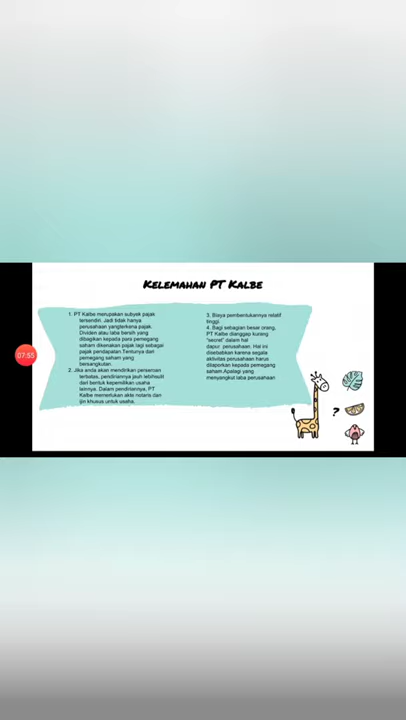 KELEMAHAN PT KALBE
1. PT Kalbe merupakan subyek pajak
tersendiri. Jadi tidak hanya
perusahaan yangterkena pajak.
Dividen atau laba bersih yang
dibagikan kepada para pemegang
saham dikenakan pajak lagi sebagai
pajak pendapatan.Tentunya dari
pemegang saham yang
bersangkutan.
2. Jika anda akan mendirikan perseroan
terbatas, pendiriannya jauh lebihsulit
dari bentuk kepemilikan usaha
lainnya. Dalam pendiriannya, PT
Kalbe memerlukan akte notaris dan
ijin khusus untuk usaha.
3. Biaya pembentukannya relatif
tinggi.
4. Bagi sebagian besar orang,
PT Kalbe dianggep kurang
"secret" dalam hal
dapur perusahaan. Hal ini
disebabkan karena segala
aktivitas perusahaan harus
dilaporkan kepada pemegang
saham.Apalagi yang
menyangkut laba perusahaan
?
07:55